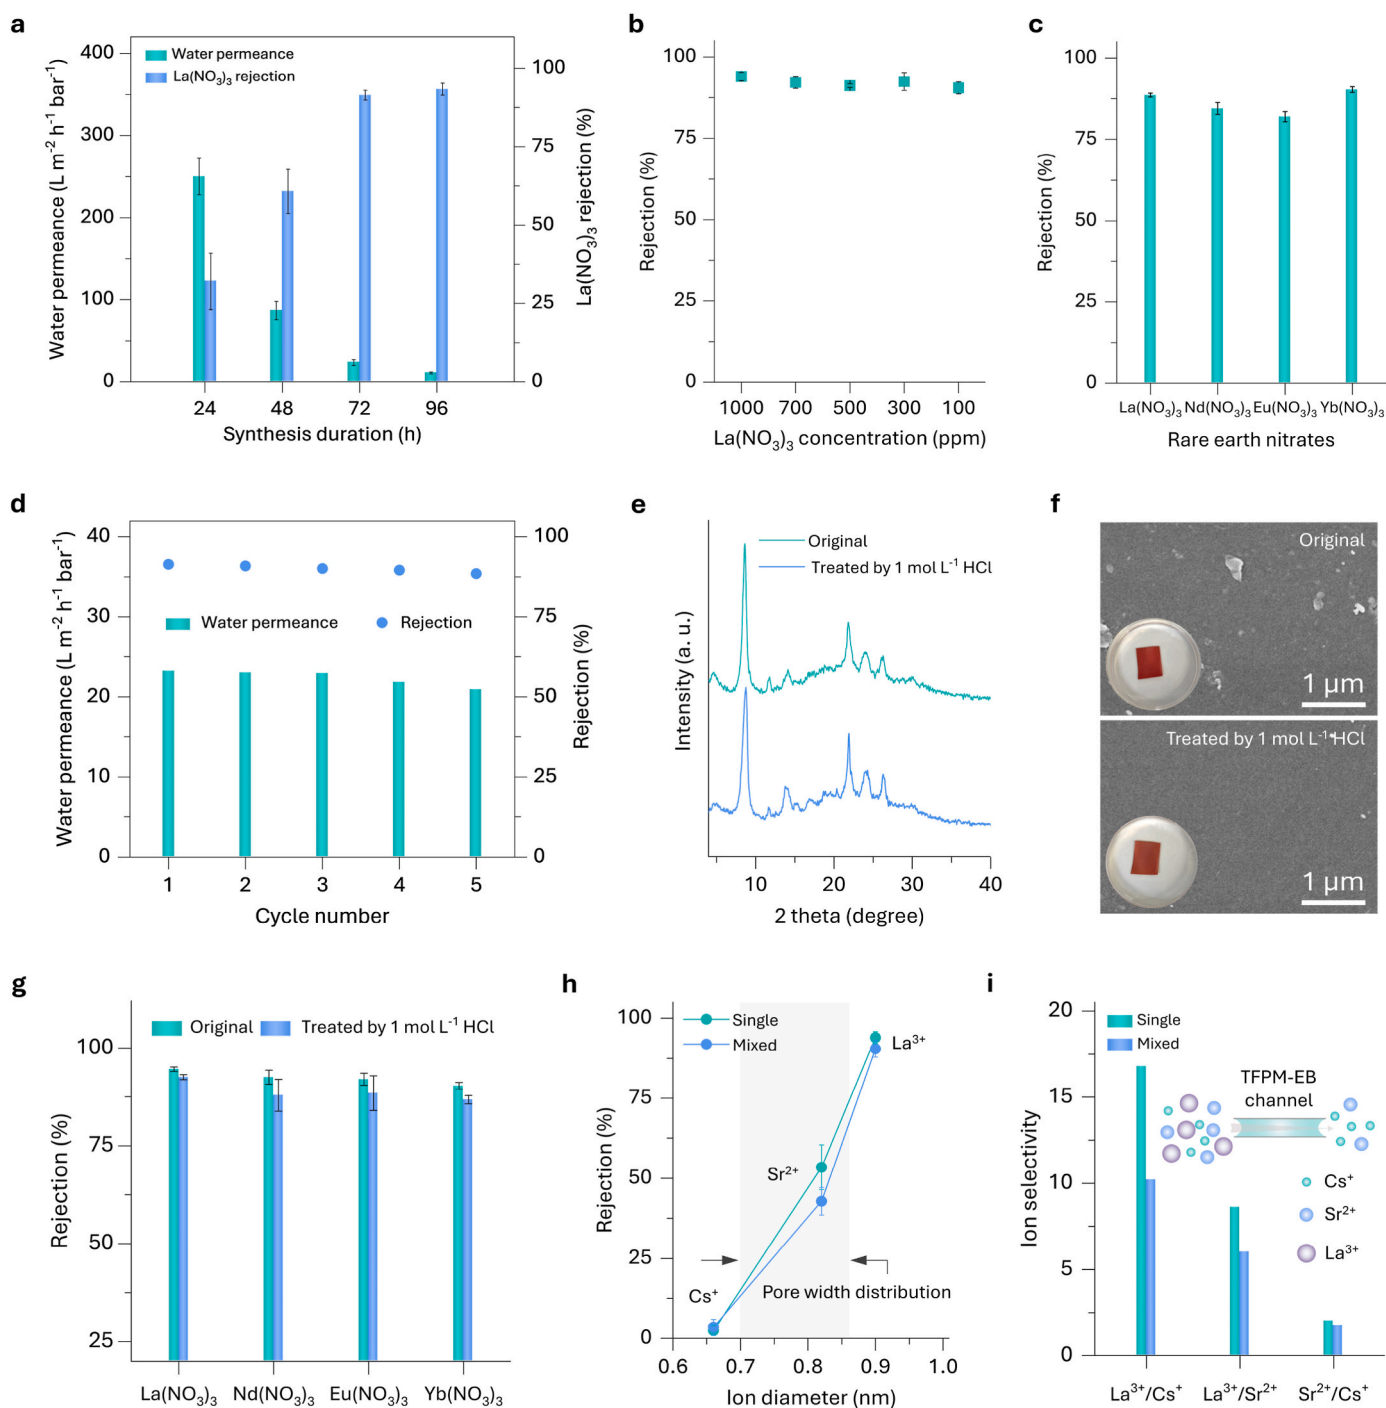 a
Water permeance
La(NO₃)₃ rejection
Water permeance (L m⁻² h⁻¹ bar⁻¹)
400
300
200
100
0
100
75
50
25
0
La(NO₃)₃ rejection (%)
24 48 72 96
Synthesis duration (h)
b
Rejection (%)
100
75
50
25
0
1000 700 500 300 100
La(NO₃)₃ concentration (ppm)
c
Rejection (%)
100
75
50
25
0
La(NO₃)₃ Nd(NO₃)₃ Eu(NO₃)₃ Yb(NO₃)₃
Rare earth nitrates
d
Water permeance (L m⁻² h⁻¹ bar⁻¹)
40
30
20
10
0
Water permeance Rejection
100
75
50
25
0
Rejection (%)
1 2 3 4 5
Cycle number
e
Original
Treated by 1 mol L⁻¹ HCl
Intensity (a. u.)
10 20 30 40
2 theta (degree)
f
Original
1 μm
Treated by 1 mol L⁻¹ HCl
1 μm
g
Original Treated by 1 mol L⁻¹ HCl
Rejection (%)
100
75
50
25
La(NO₃)₃ Nd(NO₃)₃ Eu(NO₃)₃ Yb(NO₃)₃
h
Single
Mixed
Rejection (%)
100
75
50
25
0
La³⁺
Sr²⁺
Cs⁺
Pore width distribution
0.6 0.7 0.8 0.9 1.0
Ion diameter (nm)
i
Single
Mixed
Ion selectivity
20
15
10
5
0
TFPM-EB
channel
Cs⁺
Sr²⁺
La³⁺
La³⁺/Cs⁺ La³⁺/Sr²⁺ Sr²⁺/Cs⁺